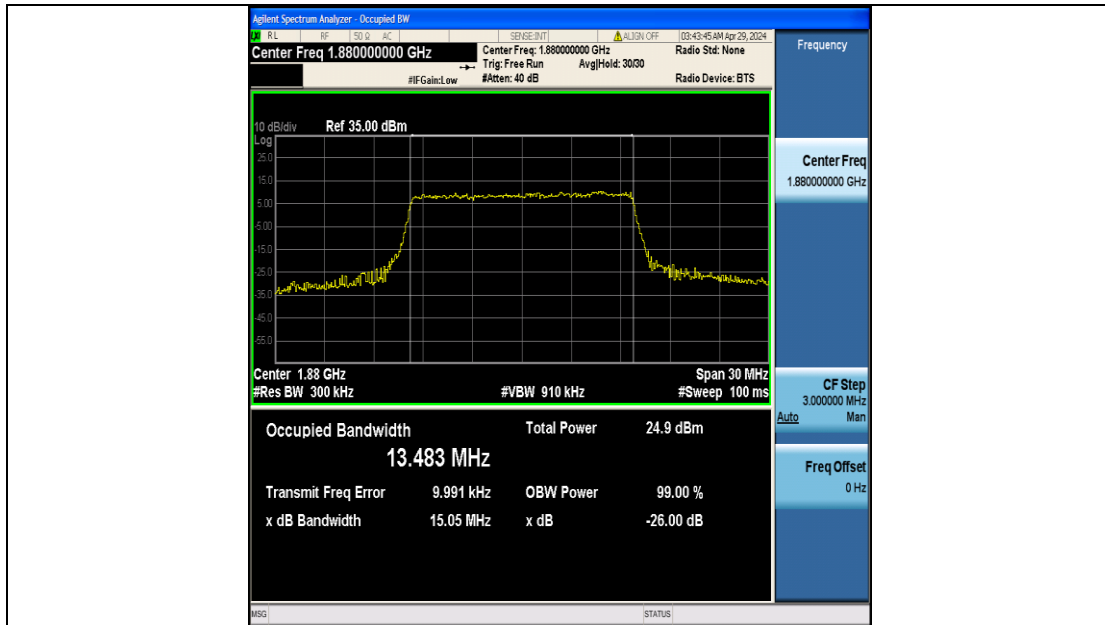 Agilent Spectrum Analyzer - Occupied BW
RL RF 50 Ω AC SENSE:INT ALIGN OFF 03:43:45 AM Apr 29, 2024
Center Freq 1.880000000 GHz
Center Freq: 1.880000000 GHz
Radio Std: None
Trig: Free Run Avg|Hold: 30/30
#IFGain:Low
#Atten: 40 dB
Radio Device: BTS
10 dB/div Ref 35.00 dBm
Log
25.0
15.0
5.00
-5.00
-15.0
-25.0
-35.0
-45.0
-55.0
Center 1.88 GHz Span 30 MHz
#Res BW 300 kHz #VBW 910 kHz #Sweep 100 ms
Occupied Bandwidth Total Power 24.9 dBm
13.483 MHz
Transmit Freq Error 9.991 kHz OBW Power 99.00 %
x dB Bandwidth 15.05 MHz x dB -26.00 dB
MSG STATUS
Frequency
Center Freq
1.880000000 GHz
CF Step
3.000000 MHz
Auto Man
Freq Offset
0 Hz